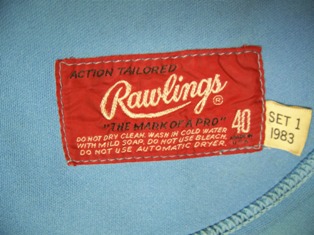 ACTION TAILORED
Rawlings®
"THE MARK OF A PRO" 40
DO NOT DRY CLEAN. WASH IN COLD WATER
WITH MILD SOAP. DO NOT USE BLEACH.
DO NOT USE AUTOMATIC DRYER.
SET 1
1983